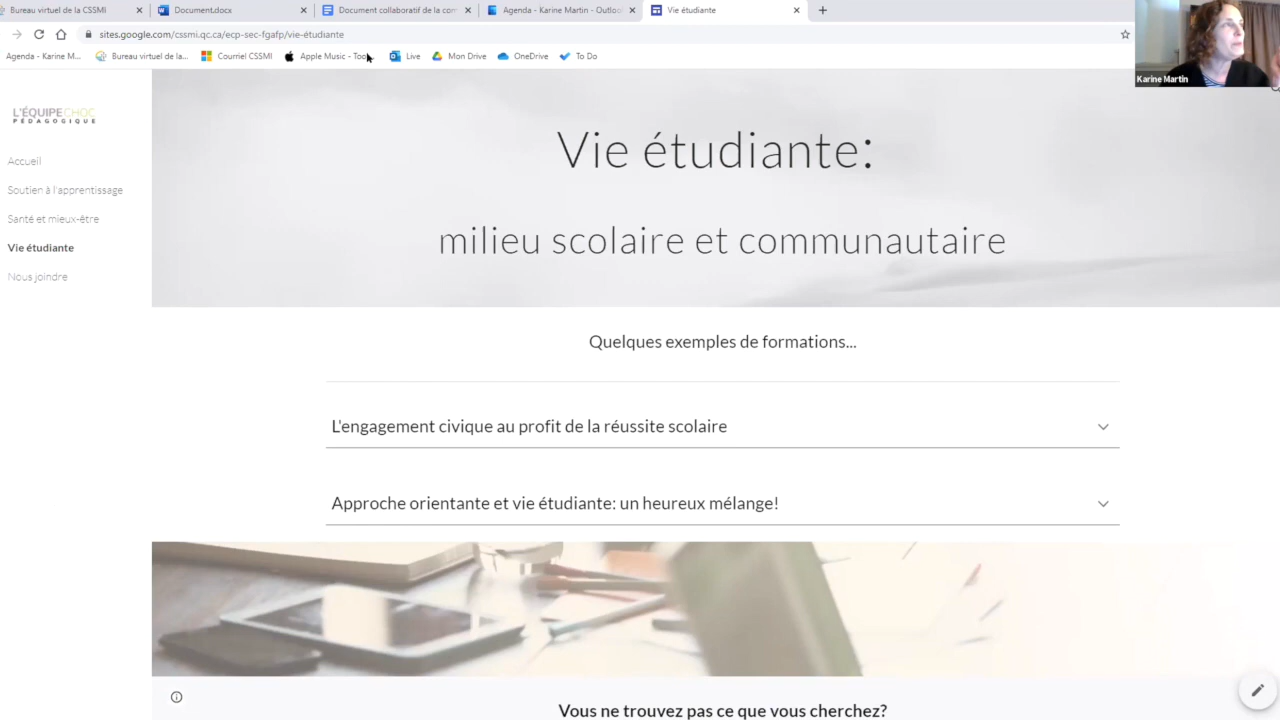 Bureau virtuel de la CSSMI
Document.docx
Document collaboratif de la com
Agenda - Karine Martin - Outloo
Vie étudiante
sites.google.com/cssmi.qc.ca/ecp-sec-fgafp/vie-étudiante
Agenda - Karine M...
Bureau virtuel de la...
Courriel CSSMI
Apple Music - Too
Live
Mon Drive
OneDrive
To Do
Karine Martin
L'ÉQUIPECHOC
PÉDAGOGIQUE
Accueil
Soutien à l'apprentissage
Santé et mieux-être
Vie étudiante
Nous joindre
Vie étudiante:
milieu scolaire et communautaire
Quelques exemples de formations...
L'engagement civique au profit de la réussite scolaire
Approche orientante et vie étudiante: un heureux mélange!
Vous ne trouvez pas ce que vous cherchez?